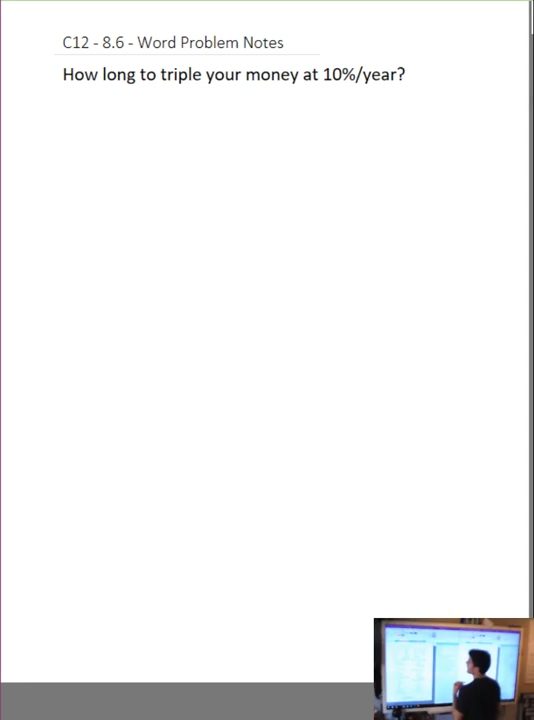 C12 - 8.6 - Word Problem Notes
How long to triple your money at 10%/year?